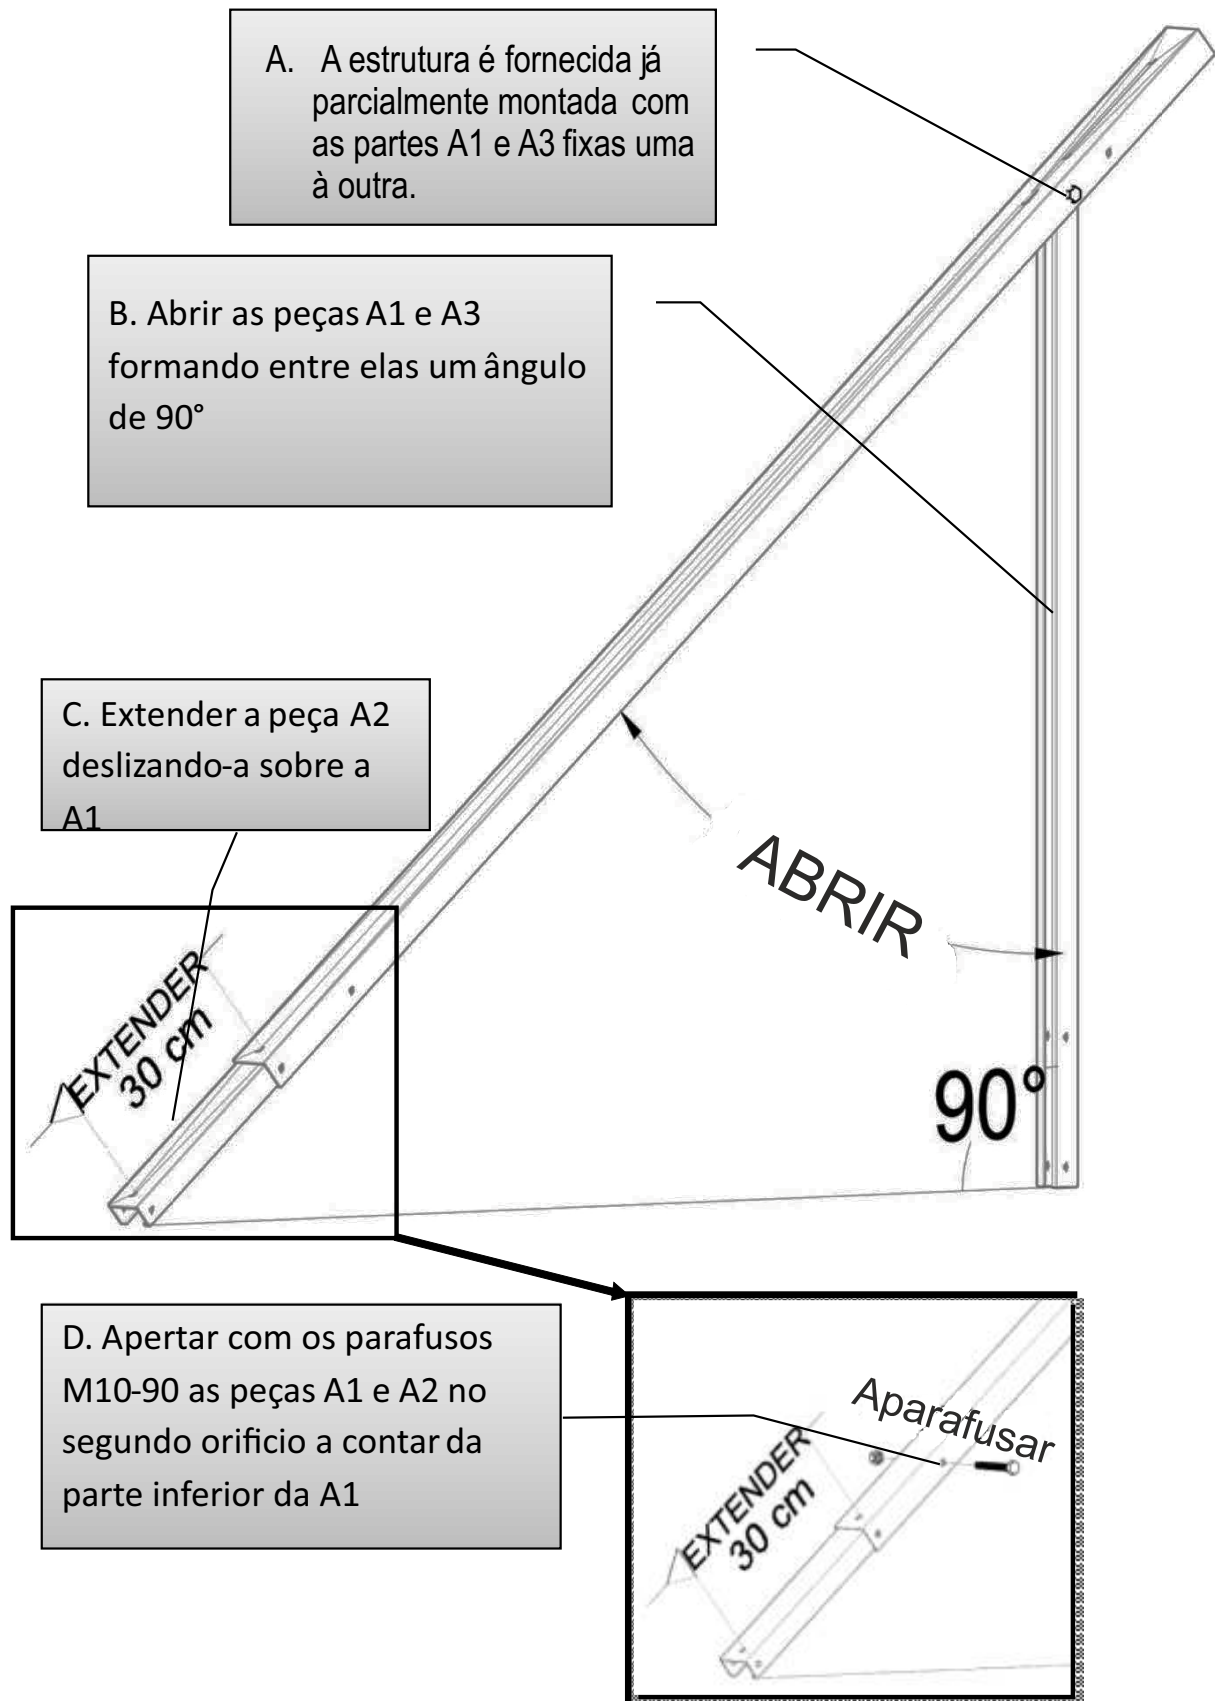 A. A estrutura é fornecida já
parcialmente montada com
as partes A1 e A3 fixas uma
à outra.
B. Abrir as peças A1 e A3
formando entre elas um ângulo
de 90°
C. Extender a peça A2
deslizando-a sobre a
A1
ABRIR
EXTENDER
30 cm
90°
D. Apertar com os parafusos
M10-90 as peças A1 e A2 no
segundo orificio a contar da
parte inferior da A1
Aparafusar
EXTENDER
30 cm